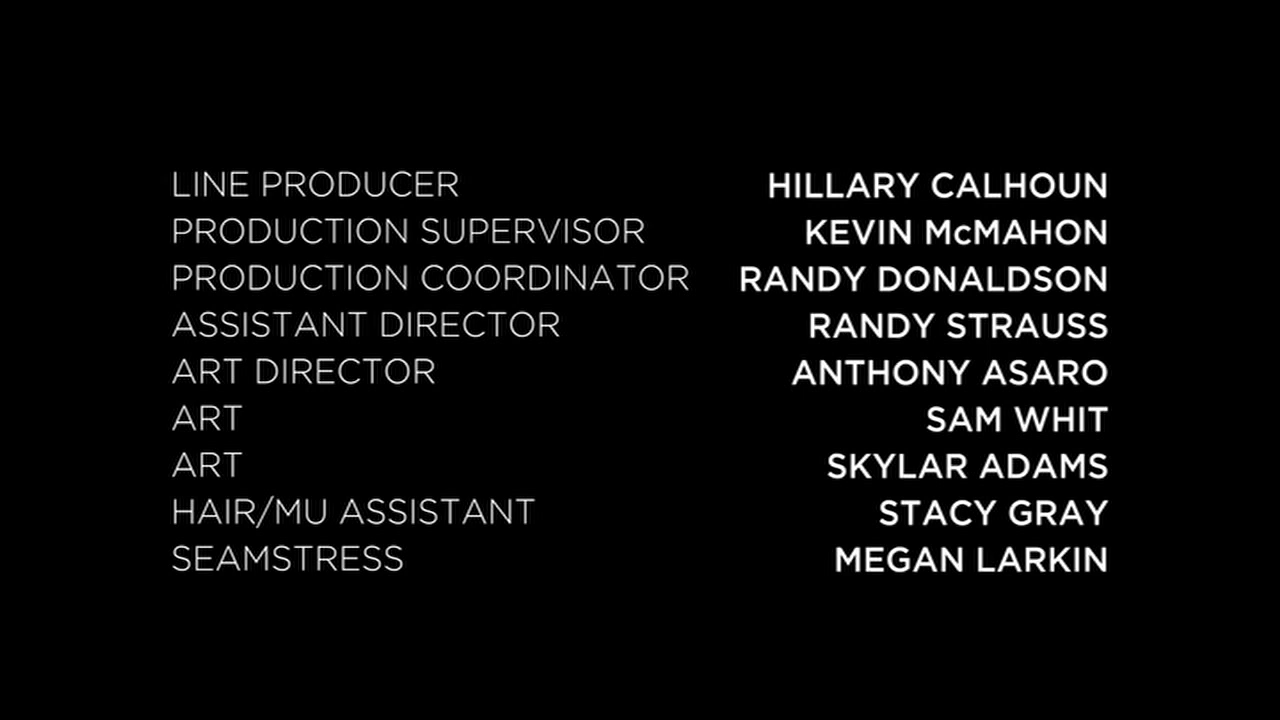 LINE PRODUCER HILLARY CALHOUN
PRODUCTION SUPERVISOR KEVIN McMAHON
PRODUCTION COORDINATOR RANDY DONALDSON
ASSISTANT DIRECTOR RANDY STRAUSS
ART DIRECTOR ANTHONY ASARO
ART SAM WHIT
ART SKYLAR ADAMS
HAIR/MU ASSISTANT STACY GRAY
SEAMSTRESS MEGAN LARKIN